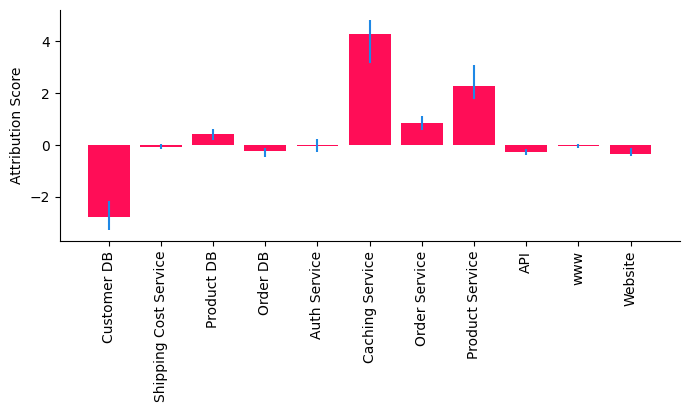 Attribution Score
4
2
0
−2
Customer DB
Shipping Cost Service
Product DB
Order DB
Auth Service
Caching Service
Order Service
Product Service
API
www
Website